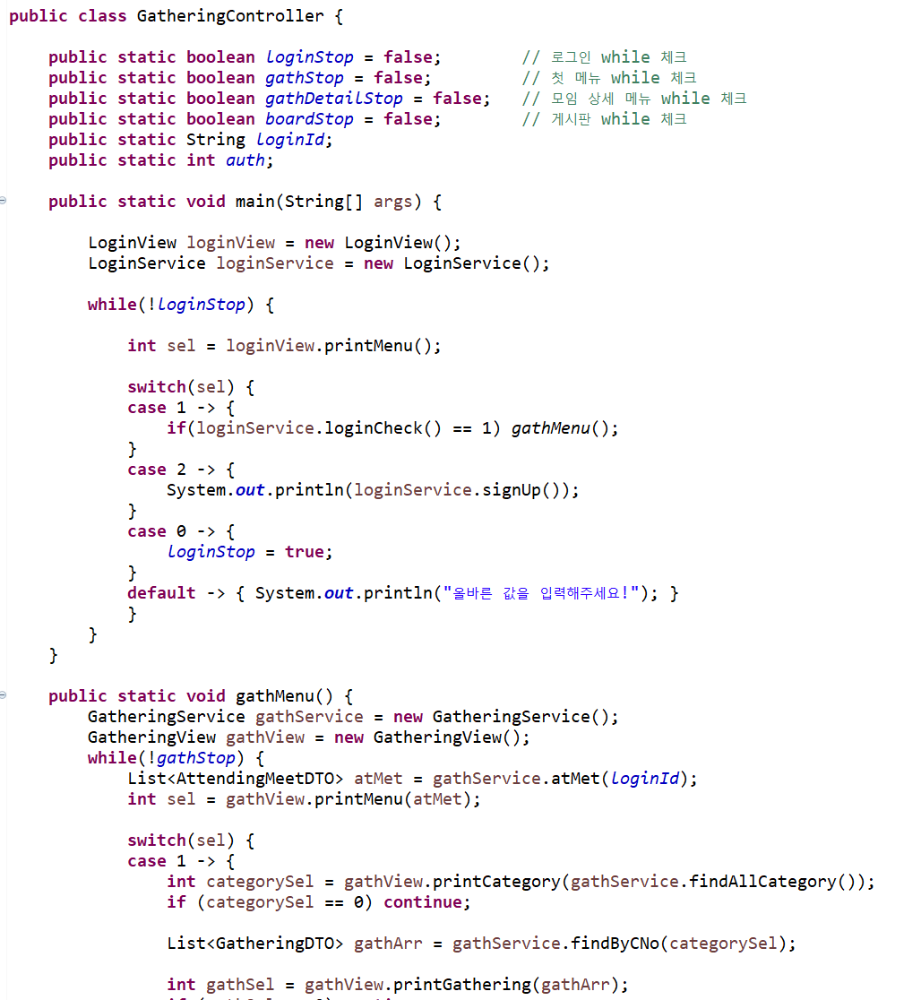 public class GatheringController {
public static boolean loginStop = false; // 로그인 while 체크
public static boolean gathStop = false; // 첫 메뉴 while 체크
public static boolean gathDetailStop = false; // 모임 상세 메뉴 while 체크
public static boolean boardStop = false; // 게시판 while 체크
public static String loginId;
public static int auth;
public static void main(String[] args) {
LoginView loginView = new LoginView();
LoginService loginService = new LoginService();
while(!loginStop) {
int sel = loginView.printMenu();
switch(sel) {
case 1 -> {
if(loginService.loginCheck() == 1) gathMenu();
}
case 2 -> {
System.out.println(loginService.signUp());
}
case 0 -> {
loginStop = true;
}
default -> { System.out.println("올바른 값을 입력해주세요!"); }
}
}
}
public static void gathMenu() {
GatheringService gathService = new GatheringService();
GatheringView gathView = new GatheringView();
while(!gathStop) {
List<AttendingMeetDTO> atMet = gathService.atMet(loginId);
int sel = gathView.printMenu(atMet);
switch(sel) {
case 1 -> {
int categorySel = gathView.printCategory(gathService.findAllCategory());
if (categorySel == 0) continue;
List<GatheringDTO> gathArr = gathService.findByCNo(categorySel);
int gathSel = gathView.printGathering(gathArr);